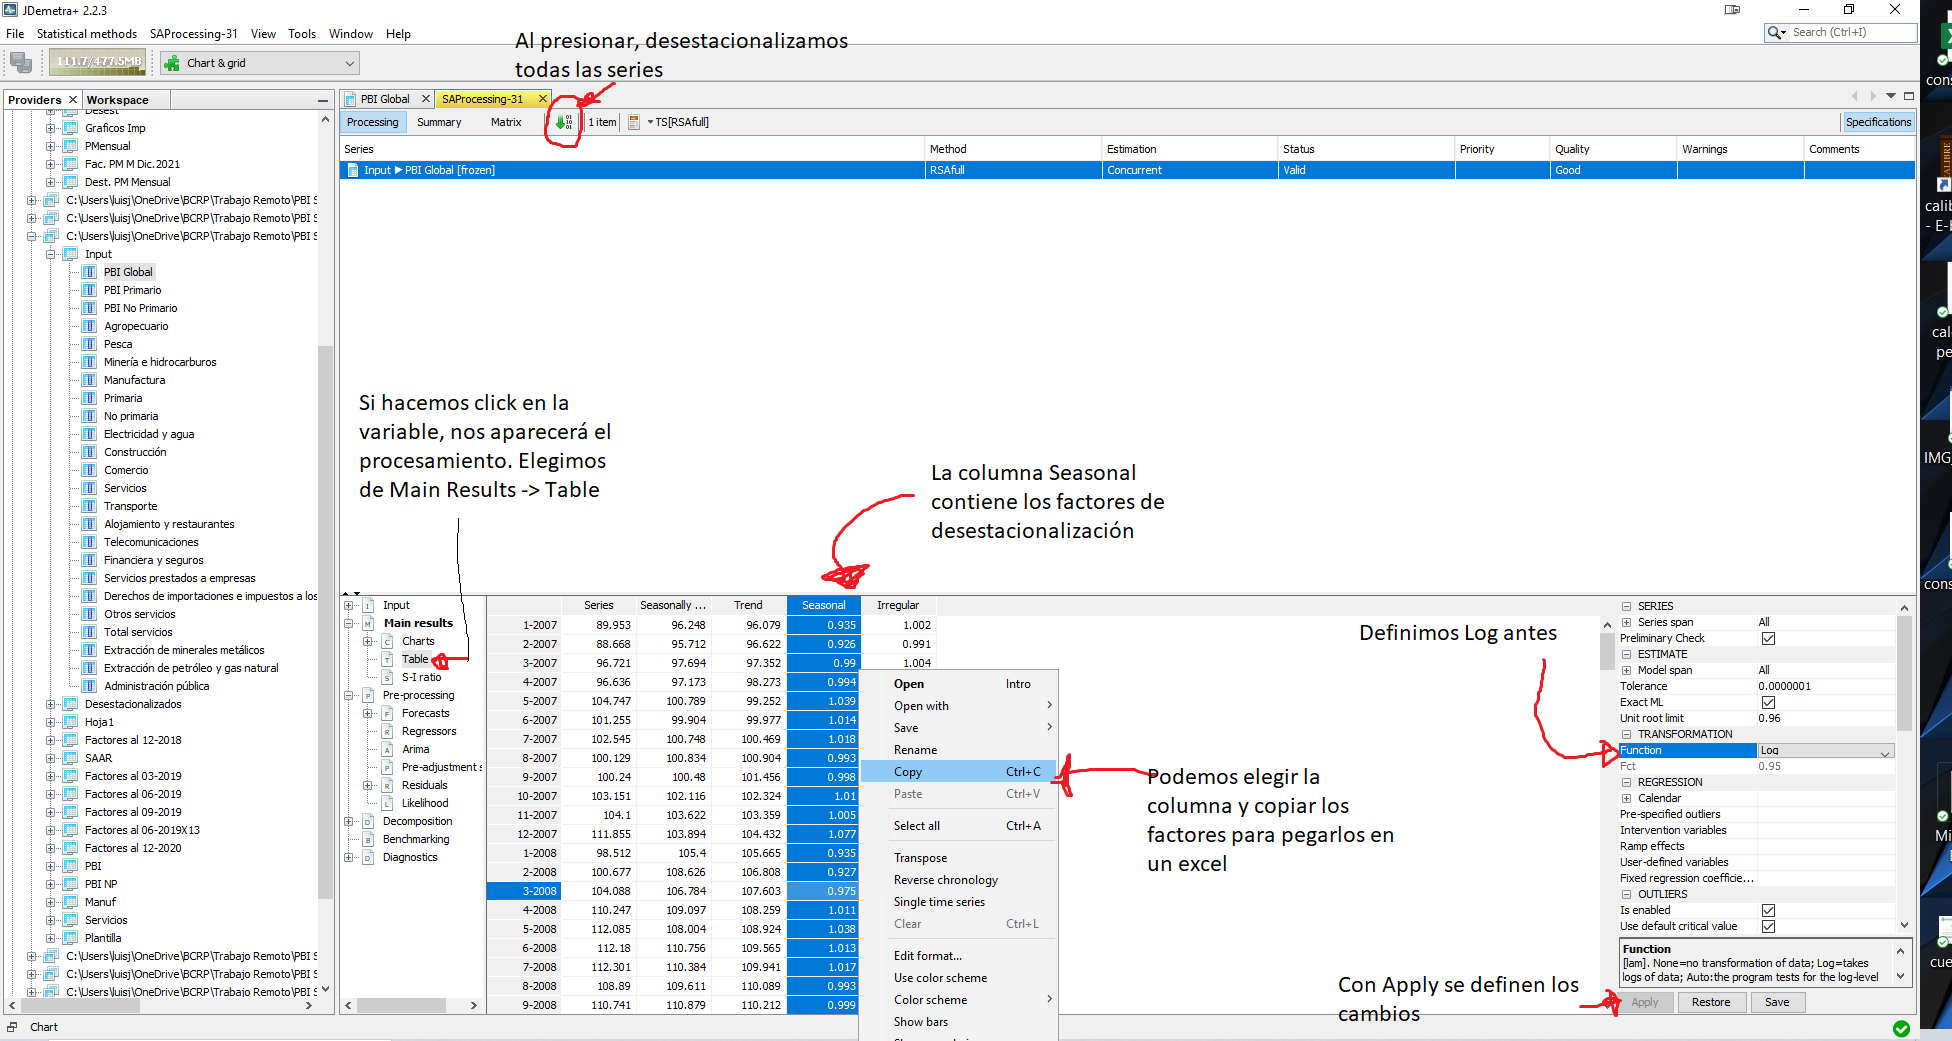 JDemetra+ 2.2.3
File Statistical methods SAProcessing-31 View Tools Window Help
Search (Ctrl+I)
111.7/477.5MB
Chart & grid
Al presionar, desestacionalizamos
todas las series
Providers
Workspace
Desest
Graficos Imp
PMensual
Fac. PM M Dic.2021
Dest. PM Mensual
C:\Users\luisj\OneDrive\BCRP\Trabajo Remoto\PBI S
C:\Users\luisj\OneDrive\BCRP\Trabajo Remoto\PBI S
C:\Users\luisj\OneDrive\BCRP\Trabajo Remoto\PBI S
Input
PBI Global
PBI Primario
PBI No Primario
Agropecuario
Pesca
Minería e hidrocarburos
Manufactura
Primaria
No primaria
Electricidad y agua
Construcción
Comercio
Servicios
Transporte
Alojamiento y restaurantes
Telecomunicaciones
Financiera y seguros
Servicios prestados a empresas
Derechos de importaciones e impuestos a los
Otros servicios
Total servicios
Extracción de minerales metálicos
Extracción de petróleo y gas natural
Administración pública
Desestacionalizados
Hoja1
Factores al 12-2018
SAAR
Factores al 03-2019
Factores al 06-2019
Factores al 09-2019
Factores al 06-2019X13
Factores al 12-2020
PBI
PBI NP
Manuf
Servicios
Plantilla
C:\Users\luisj\OneDrive\BCRP\Trabajo Remoto\PBI S
C:\Users\luisj\OneDrive\BCRP\Trabajo Remoto\PBI S
C:\Users\luisj\OneDrive\BCRP\Trabajo Remoto\PBI S
Chart
PBI Global
SAProcessing-31
Processing Summary Matrix 1 item TS[RSAfull] Specifications
Series Method Estimation Status Priority Quality Warnings Comments
Input PBI Global [frozen] RSAfull Concurrent Valid Good
Si hacemos click en la
variable, nos aparecerá el
procesamiento. Elegimos
de Main Results -> Table
La columna Seasonal
contiene los factores de
desestacionalización
Input
Main results
Charts
Table
S-I ratio
Pre-processing
Forecasts
Regressors
Arima
Pre-adjustment s
Residuals
Likelihood
Decomposition
Benchmarking
Diagnostics
Series Seasonally ... Trend Seasonal Irregular
1-2007 89.953 96.248 96.079 0.935 1.002
2-2007 88.668 95.712 96.622 0.926 0.991
3-2007 96.721 97.694 97.352 0.99 1.004
4-2007 96.636 97.173 98.273 0.994
5-2007 104.747 100.789 99.252 1.039
6-2007 101.255 99.904 99.977 1.014
7-2007 102.545 100.748 100.469 1.018
8-2007 100.129 100.834 100.904 0.993
9-2007 100.24 100.48 101.456 0.998
10-2007 103.151 102.116 102.324 1.01
11-2007 104.1 103.622 103.359 1.005
12-2007 111.855 103.894 104.432 1.077
1-2008 98.512 105.4 105.665 0.935
2-2008 100.677 108.626 106.808 0.927
3-2008 104.088 106.784 107.603 0.975
4-2008 110.247 109.097 108.259 1.011
5-2008 112.085 108.004 108.924 1.038
6-2008 112.18 110.756 109.565 1.013
7-2008 112.301 110.384 109.941 1.017
8-2008 108.89 109.611 110.089 0.993
9-2008 110.741 110.879 110.212 0.999
Open Intro
Open with
Save
Rename
Copy Ctrl+C
Paste Ctrl+V
Select all Ctrl+A
Transpose
Reverse chronology
Single time series
Clear Ctrl+L
Edit format...
Use color scheme
Color scheme
Show bars
Podemos elegir la
columna y copiar los
factores para pegarlos en
un excel
Definimos Log antes
Con Apply se definen los
cambios
SERIES
Series span All
Preliminary Check
ESTIMATE
Model span All
Tolerance 0.0000001
Exact ML
Unit root limit 0.96
TRANSFORMATION
Function Log
Fct 0.95
REGRESSION
Calendar
Pre-specified outliers
Intervention variables
Ramp effects
User-defined variables
Fixed regression coefficie...
OUTLIERS
Is enabled
Use default critical value
Function
[lam]. None=no transformation of data; Log=takes
logs of data; Auto:the program tests for the log-level
Apply Restore Save
cons
CALIBRE
calib
- E-b
cal
pe
IMG_
cons
Mi
cue